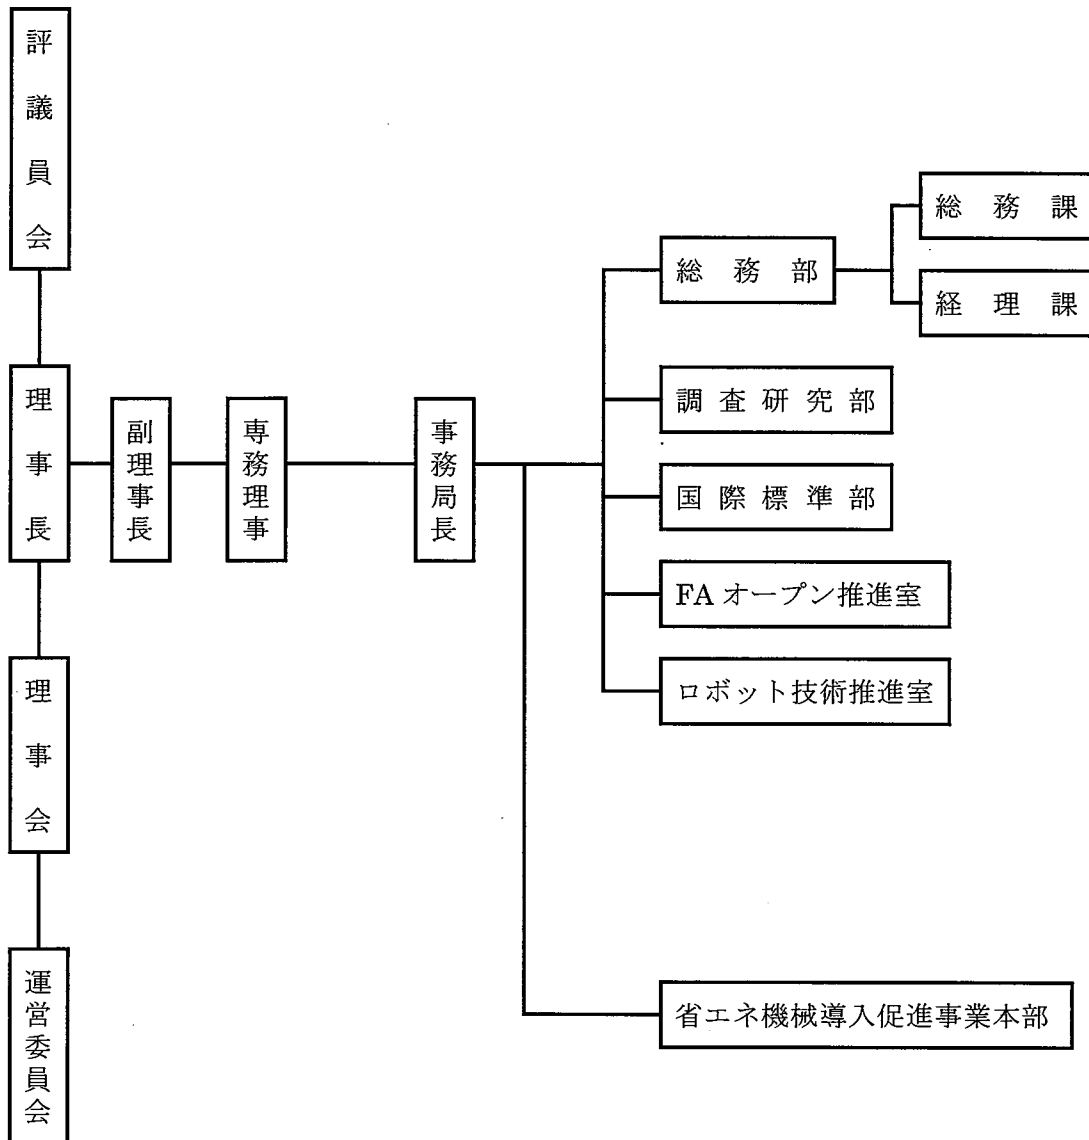 評議員会
理事長
副理事長
専務理事
事務局長
理事会
運営委員会
総務部
総務課
経理課
調査研究部
国際標準部
FAオープン推進室
ロボット技術推進室
省エネ機械導入促進事業本部